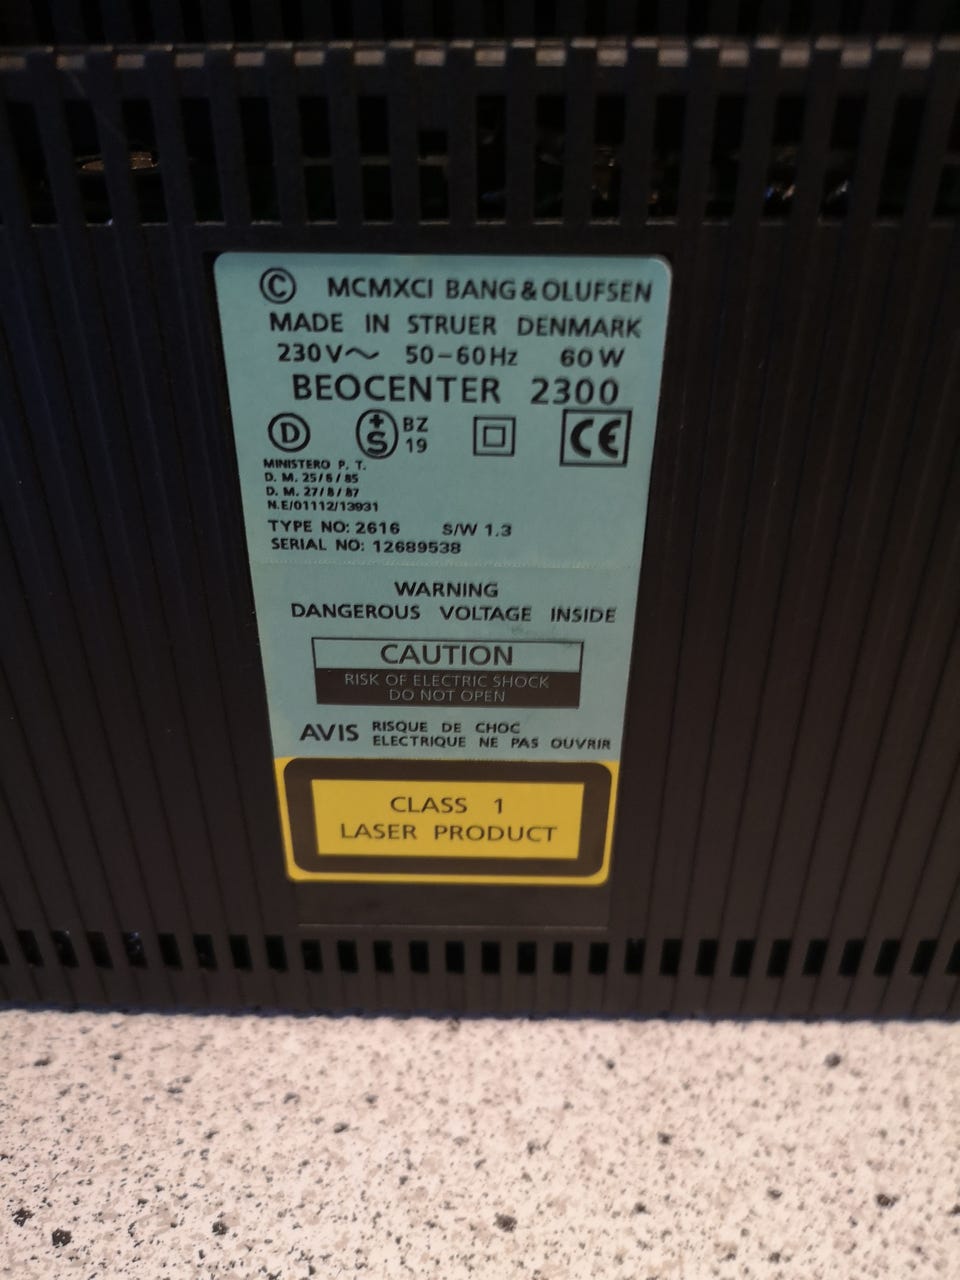 © MCMXCI BANG & OLUFSEN
MADE IN STRUER DENMARK
230V~ 50-60Hz 60W
BEOCENTER 2300
D +S BZ 19 CE
MINISTERO P. T.
D. M. 25/6/85
D. M. 27/8/87
N.E/01112/13931
TYPE NO: 2616 S/W 1.3
SERIAL NO: 12689538
WARNING
DANGEROUS VOLTAGE INSIDE
CAUTION
RISK OF ELECTRIC SHOCK
DO NOT OPEN
AVIS RISQUE DE CHOC
ELECTRIQUE NE PAS OUVRIR
CLASS 1
LASER PRODUCT